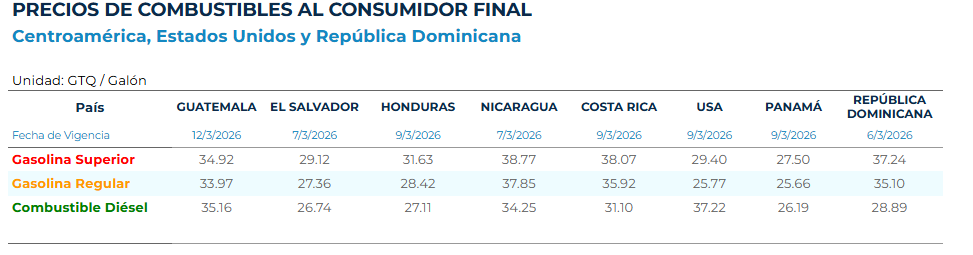 PRECIOS DE COMBUSTIBLES AL CONSUMIDOR FINAL
Centroamérica, Estados Unidos y República Dominicana
Unidad: GTQ / Galón
País GUATEMALA EL SALVADOR HONDURAS NICARAGUA COSTA RICA USA PANAMÁ REPÚBLICA DOMINICANA
Fecha de Vigencia 12/3/2026 7/3/2026 9/3/2026 7/3/2026 9/3/2026 9/3/2026 9/3/2026 6/3/2026
Gasolina Superior 34.92 29.12 31.63 38.77 38.07 29.40 27.50 37.24
Gasolina Regular 33.97 27.36 28.42 37.85 35.92 25.77 25.66 35.10
Combustible Diésel 35.16 26.74 27.11 34.25 31.10 37.22 26.19 28.89